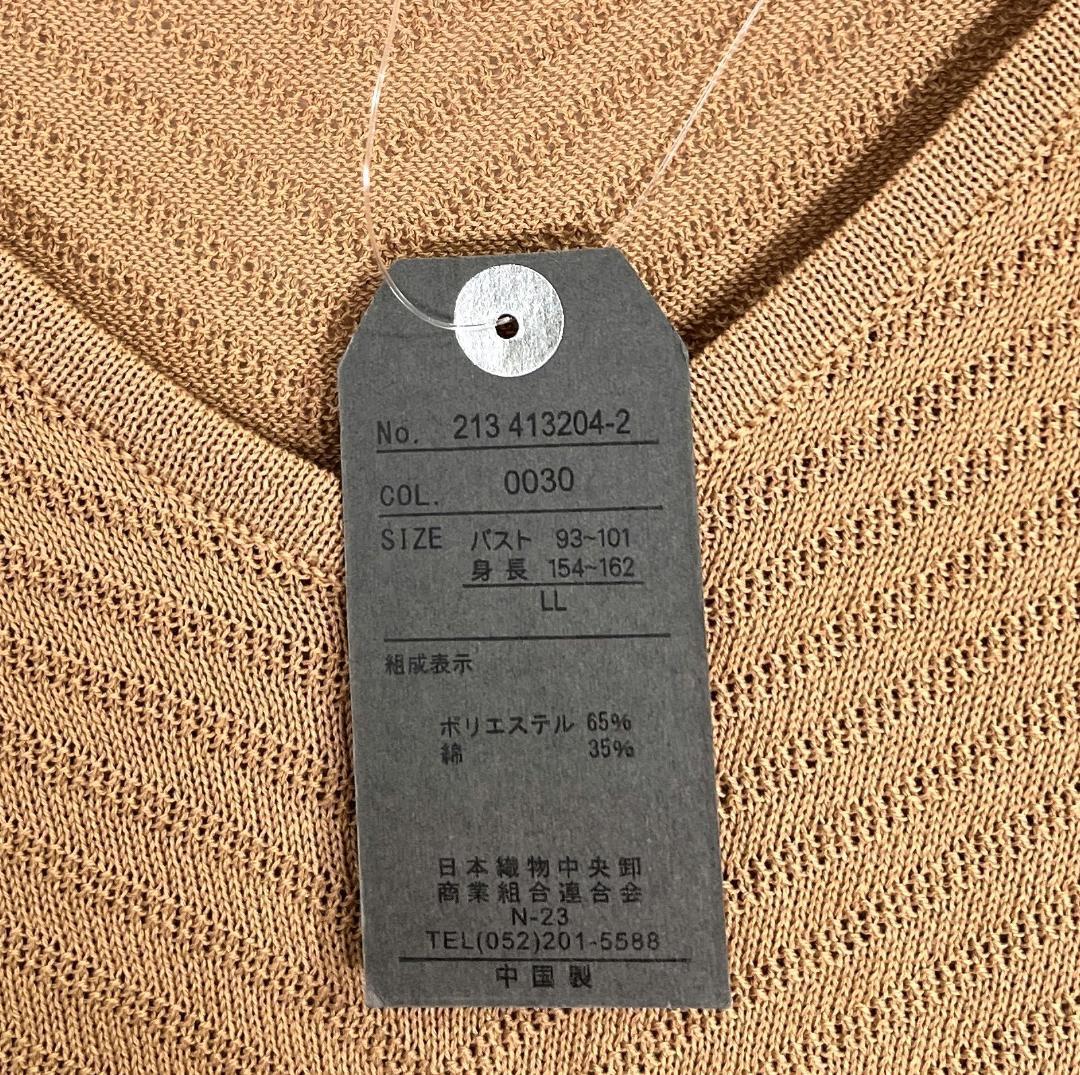 No. 213 413204-2
COL. 0030
SIZE バスト 93~101
身長 154~162
LL
組成表示
ポリエステル 65%
綿 35%
日本織物中央卸
商業組合連合会
N-23
TEL(052)201-5588
中国製